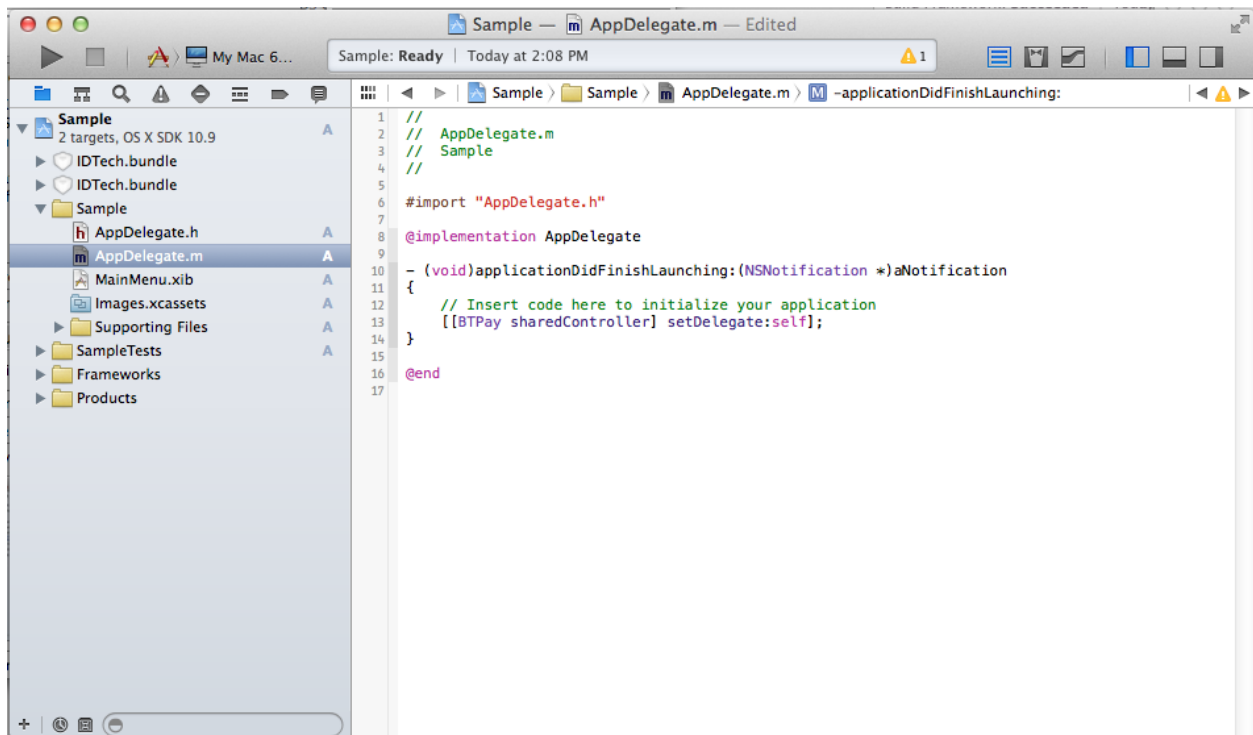 Sample — AppDelegate.m — Edited
My Mac 6...
Sample: Ready | Today at 2:08 PM
1
Sample 〉 Sample 〉 AppDelegate.m 〉 M -applicationDidFinishLaunching:
Sample
2 targets, OS X SDK 10.9
A
IDTech.bundle
IDTech.bundle
Sample
h AppDelegate.h A
m AppDelegate.m A
MainMenu.xib A
Images.xcassets A
Supporting Files A
SampleTests A
Frameworks
Products
1 //
2 // AppDelegate.m
3 // Sample
4 //
5
6 #import "AppDelegate.h"
7
8 @implementation AppDelegate
9
10 - (void)applicationDidFinishLaunching:(NSNotification *)aNotification
11 {
12 // Insert code here to initialize your application
13 [[BTPay sharedController] setDelegate:self];
14 }
15
16 @end
17